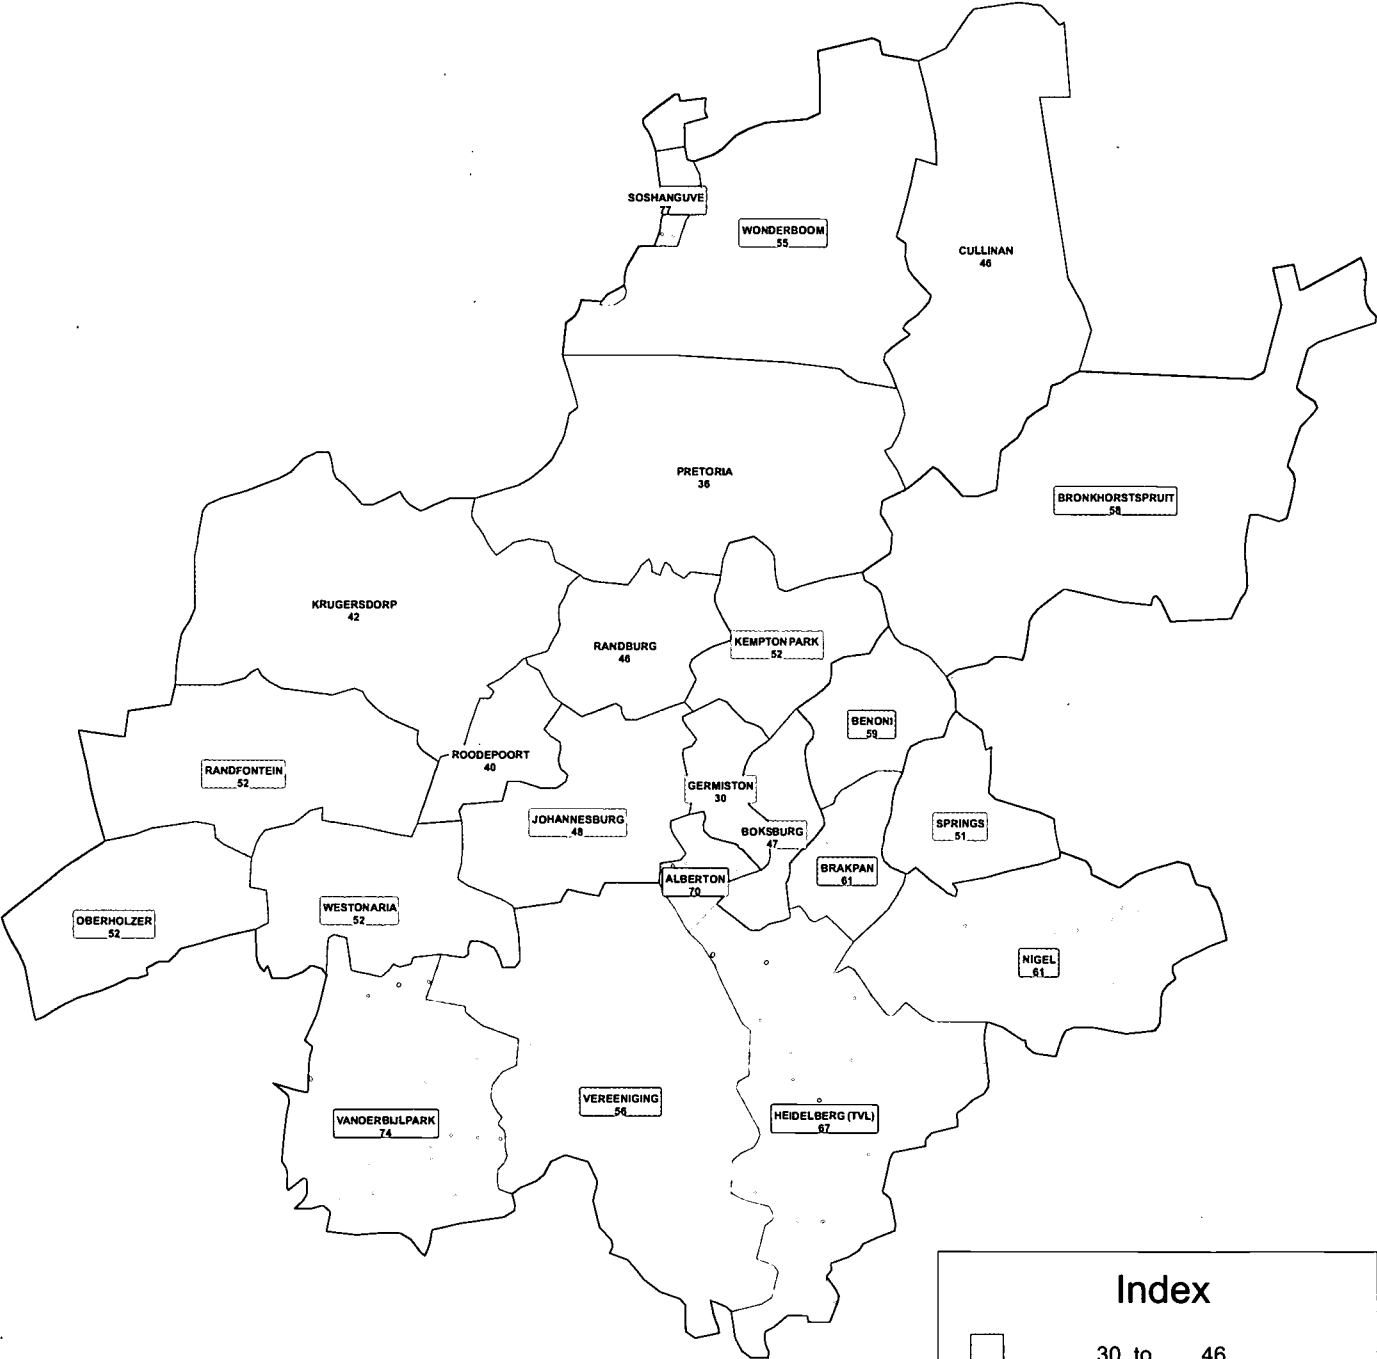 SOSHANGUVE
77
WONDERBOOM
55
CULLINAN
46
PRETORIA
36
BRONKHORSTSPRUIT
58
KRUGERSDORP
42
RANDBURG
46
KEMPTON PARK
52
BENONI
59
ROODEPOORT
40
RANDFONTEIN
52
GERMISTON
30
JOHANNESBURG
48
BOKSBURG
47
SPRINGS
51
BRAKPAN
61
ALBERTON
70
WESTONARIA
52
OBERHOLZER
52
NIGEL
61
VEREENIGING
56
HEIDELBERG (TVL)
67
VANDERBIJLPARK
74
Index
30 to 46